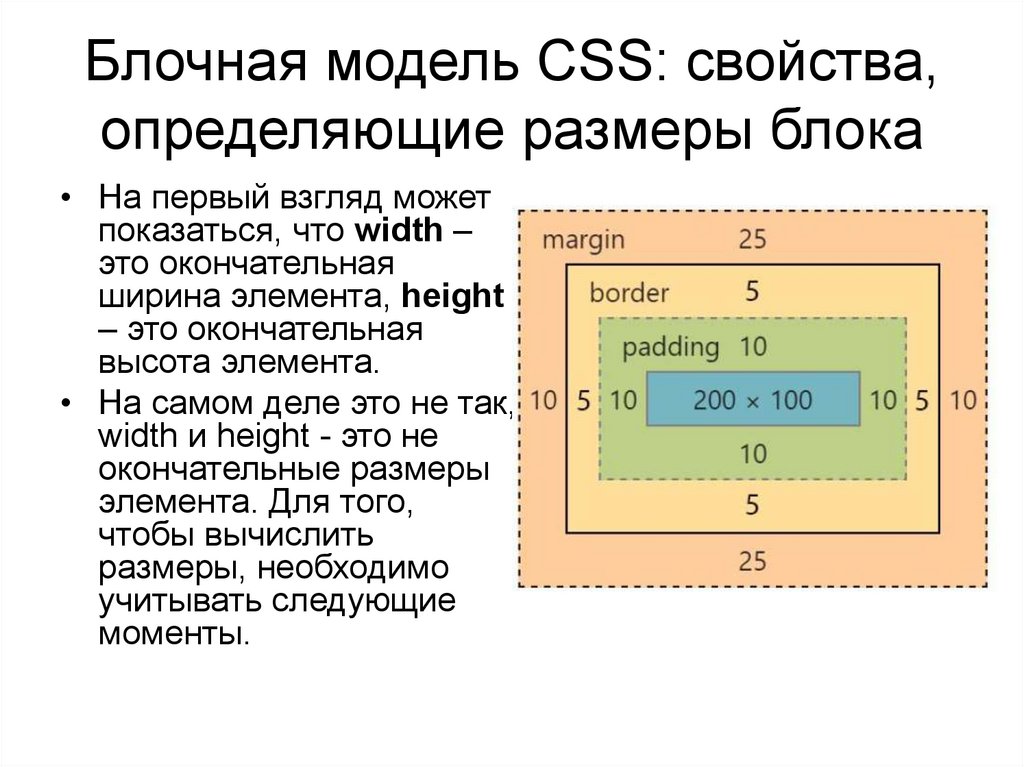 Блочная модель CSS: свойства,
определяющие размеры блока
• На первый взгляд может
показаться, что width –
это окончательная
ширина элемента, height
– это окончательная
высота элемента.
• На самом деле это не так,
width и height - это не
окончательные размеры
элемента. Для того,
чтобы вычислить
размеры, необходимо
учитывать следующие
моменты.
margin 25
border 5
padding 10
10 5 10 200 × 100 10 5 10
10
5
25